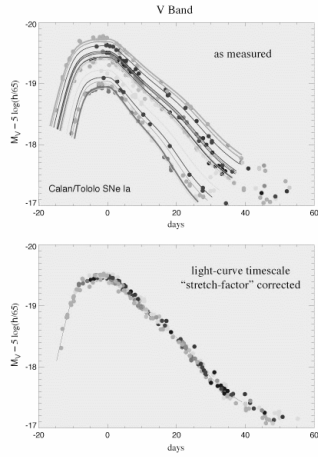 V Band
-20
as measured
-19
M_V – 5 log(h/65)
-18
Calan/Tololo SNe Ia
-17
-20 0 20 40 60
days
-20
light-curve timescale
“stretch-factor” corrected
-19
M_V – 5 log(h/65)
-18
-17
-20 0 20 40 60
days